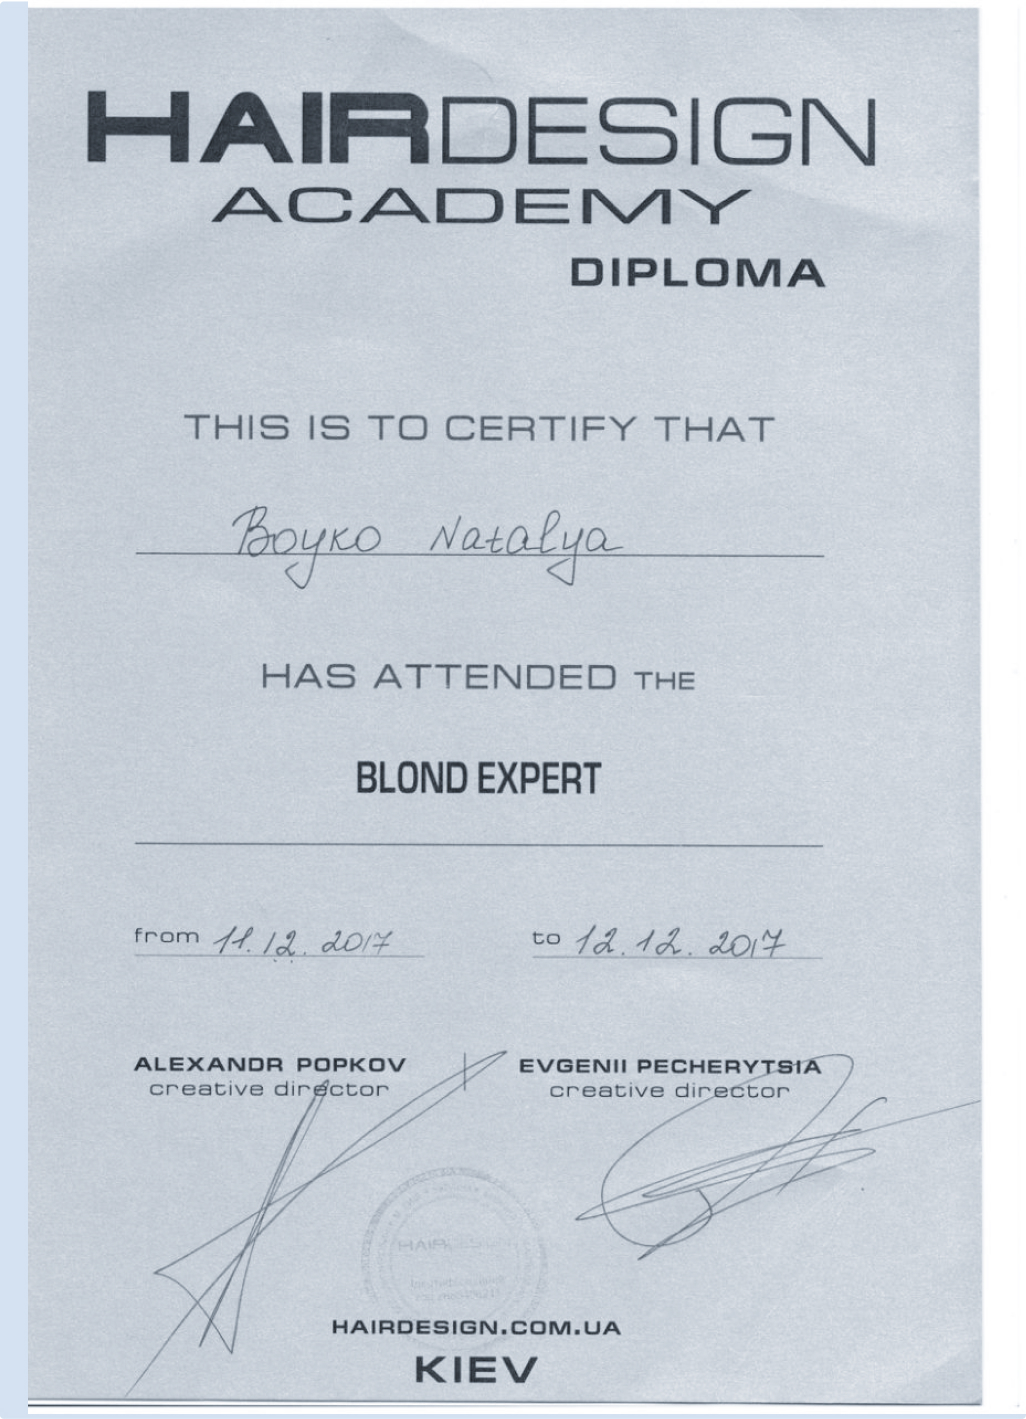 HAIRDESIGN
ACADEMY
DIPLOMA
THIS IS TO CERTIFY THAT
Boyko Natalya
HAS ATTENDED THE
BLOND EXPERT
from 11.12.2017 to 12.12.2017
ALEXANDR POPKOV EVGENII PECHERYTSIA
creative director creative director
HAIRDESIGN
HAIRDESIGN.COM.UA
KIEV